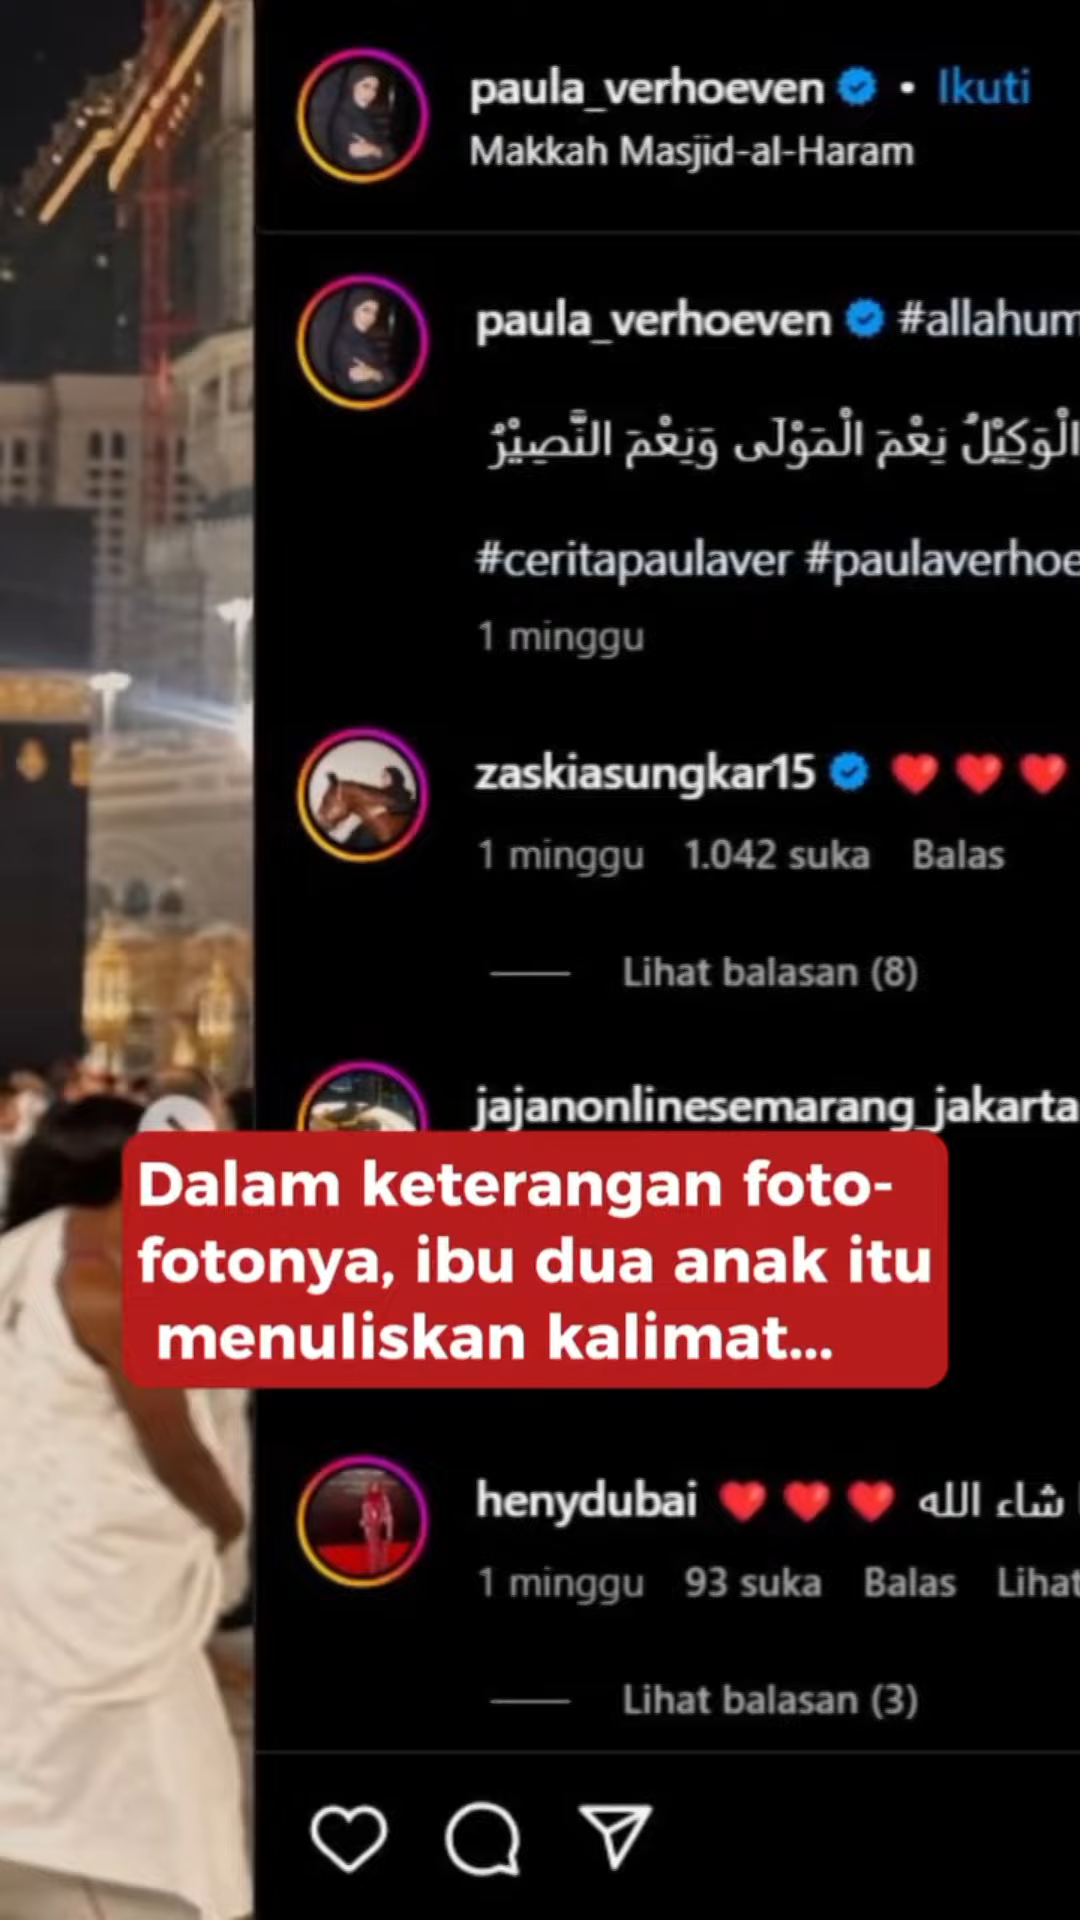 paula_verhoeven • Ikuti
Makkah Masjid-al-Haram
paula_verhoeven #allahum
الْوَكِيْلُ نِعْمَ الْمَوْلَى وَنِعْمَ النَّصِيْرُ
#ceritapaulaver #paulaverhoe
1 minggu
zaskiasungkar15 ❤️ ❤️ ❤️
1 minggu 1.042 suka Balas
Lihat balasan (8)
jajanonlinesemarang_jakarta
Dalam keterangan foto-
fotonya, ibu dua anak itu
menuliskan kalimat...
henydubai ❤️ ❤️ ❤️ شاء الله
1 minggu 93 suka Balas Lihat
Lihat balasan (3)